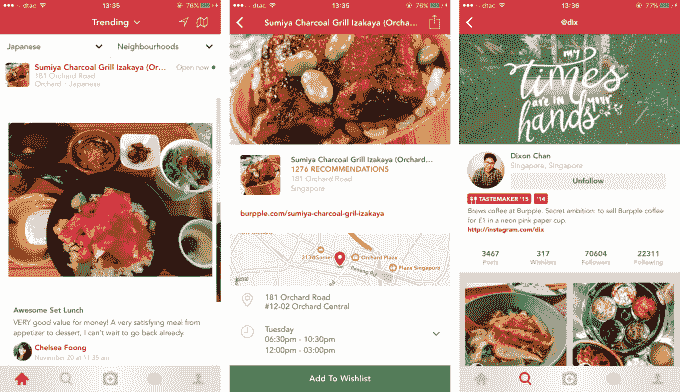 dtac
13:35
76%
Trending
Japanese
Neighbourhoods
Sumiya Charcoal Grill Izakaya (Or...
Open now
181 Orchard Road
Orchard · Japanese
Awesome Set Lunch
VERY good value for money! A very satisfying meal from
appetizer to dessert, I can't wait to go back already.
Chelsea Foong
November 20 at 11:35 am
dtac
13:35
76%
Sumiya Charcoal Grill Izakaya (Orcha...
Sumiya Charcoal Grill Izakaya (Orchard...
1276 RECOMMENDATIONS
181 Orchard Road
Singapore
burpple.com/sumiya-charcoal-gril-izakaya
313@Somerset
Orchard Plaza
Plaza Singapore
Penang Rd
181 Orchard Road
#12-02 Orchard Central
Tuesday
06:30pm - 10:30pm
12:00pm - 03:00pm
Add To Wishlist
dtac
13:36
77%
@dix
my
times
are in your
hands
Dixon Chan
Singapore, Singapore
Unfollow
TASTEMAKER '15 '14
Brews coffee at Burpple. Secret ambition: to sell Burpple coffee
for £1 in a neon pink paper cup.
http://instagram.com/dix
3467 317 70604 22311
Posts Wishlists Followers Following